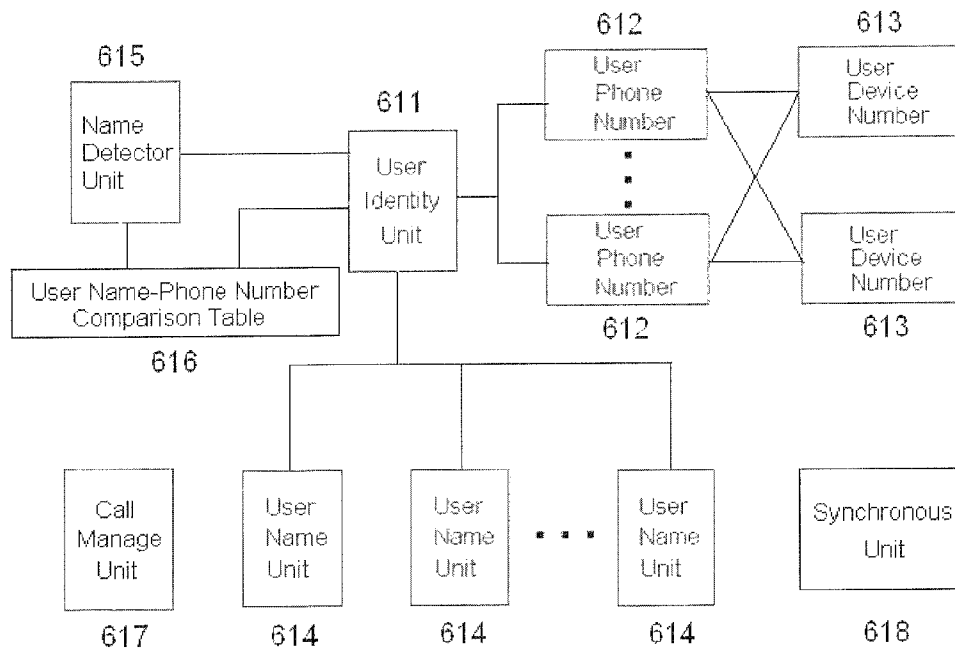 612
613
615
User
Phone
Number
User
Device
Number
611
Name
Detector
Unit
User
Identity
Unit
User
Phone
Number
User
Device
Number
User Name-Phone Number
Comparison Table
612
613
616
Call
Manage
Unit
User
Name
Unit
User
Name
Unit
User
Name
Unit
Synchronous
Unit
617
614
614
614
618